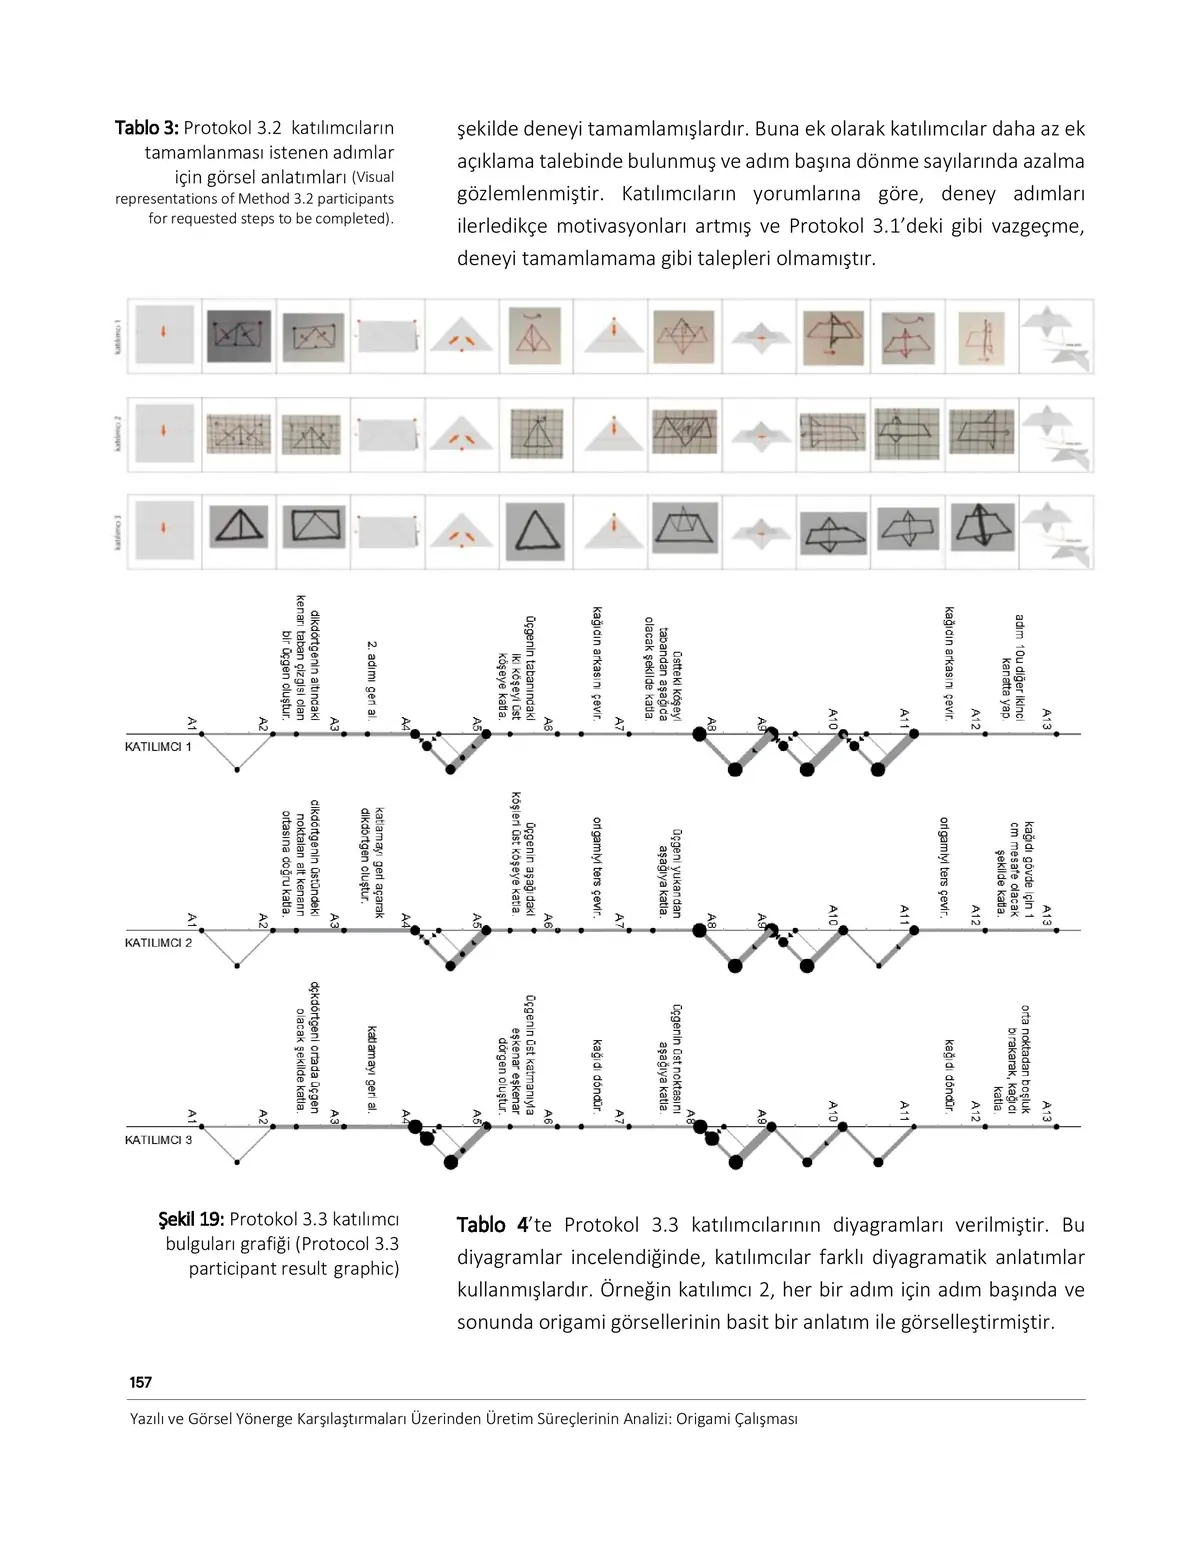 Tablo 3: Protokol 3.2 katılımcıların
tamamlanması istenen adımlar
için görsel anlatımları (Visual
representations of Method 3.2 participants
for requested steps to be completed).
şekilde deneyi tamamlamışlardır. Buna ek olarak katılımcılar daha az ek
açıklama talebinde bulunmuş ve adım başına dönme sayılarında azalma
gözlemlenmiştir. Katılımcıların yorumlarına göre, deney adımları
ilerledikçe motivasyonları artmış ve Protokol 3.1’deki gibi vazgeçme,
deneyi tamamlamama gibi talepleri olmamıştır.
katılımcı 1
katılımcı 2
katılımcı 3
dikdörtgenin altındaki
kenarı taban çizgisi olan
bir üçgen oluştur.
2. adımı geri al.
üçgenin tabanındaki
iki köşeyi üst
köşeye katla.
kağıdın arkasını çevir.
üstteki köşeyi
tabandan aşağıda
olacak şekilde katla.
kağıdın arkasını çevir.
adım 10u diğer ikinci
kanatta yap.
A1
A2
A3
A4
A5
A6
A7
A8
A9
A10
A11
A12
A13
KATILIMCI 1
dikdörtgenin üstündeki
noktaları alt kenarın
ortasına doğru katla.
katlamayı geri açarak
dikdörtgen oluştur.
üçgenin aşağıdaki
köşleri üst köşeye katla.
origamiyi ters çevir.
üçgeni yukarıdan
aşağıya katla.
origamiyi ters çevir.
kağıdı gövde için 1
cm mesafe olacak
şekilde katla.
A1
A2
A3
A4
A5
A6
A7
A8
A9
A10
A11
A12
A13
KATILIMCI 2
dçkdörtgeni ortada üçgen
olacak şekilde katla.
katlamayı geri al.
üçgenin üst katmanıyla
eşkenar eşkenar
dörgen oluştur.
kağıdı döndür.
üçgenin üst noktasını
aşağıya katla.
kağıdı döndür.
orta noktadan boşluk
bırakarak, kağıdı
katla.
A1
A2
A3
A4
A5
A6
A7
A8
A9
A10
A11
A12
A13
KATILIMCI 3
Şekil 19: Protokol 3.3 katılımcı
bulguları grafiği (Protocol 3.3
participant result graphic)
Tablo 4’te Protokol 3.3 katılımcılarının diyagramları verilmiştir. Bu
diyagramlar incelendiğinde, katılımcılar farklı diyagramatik anlatımlar
kullanmışlardır. Örneğin katılımcı 2, her bir adım için adım başında ve
sonunda origami görsellerinin basit bir anlatım ile görselleştirmiştir.
157
Yazılı ve Görsel Yönerge Karşılaştırmaları Üzerinden Üretim Süreçlerinin Analizi: Origami Çalışması